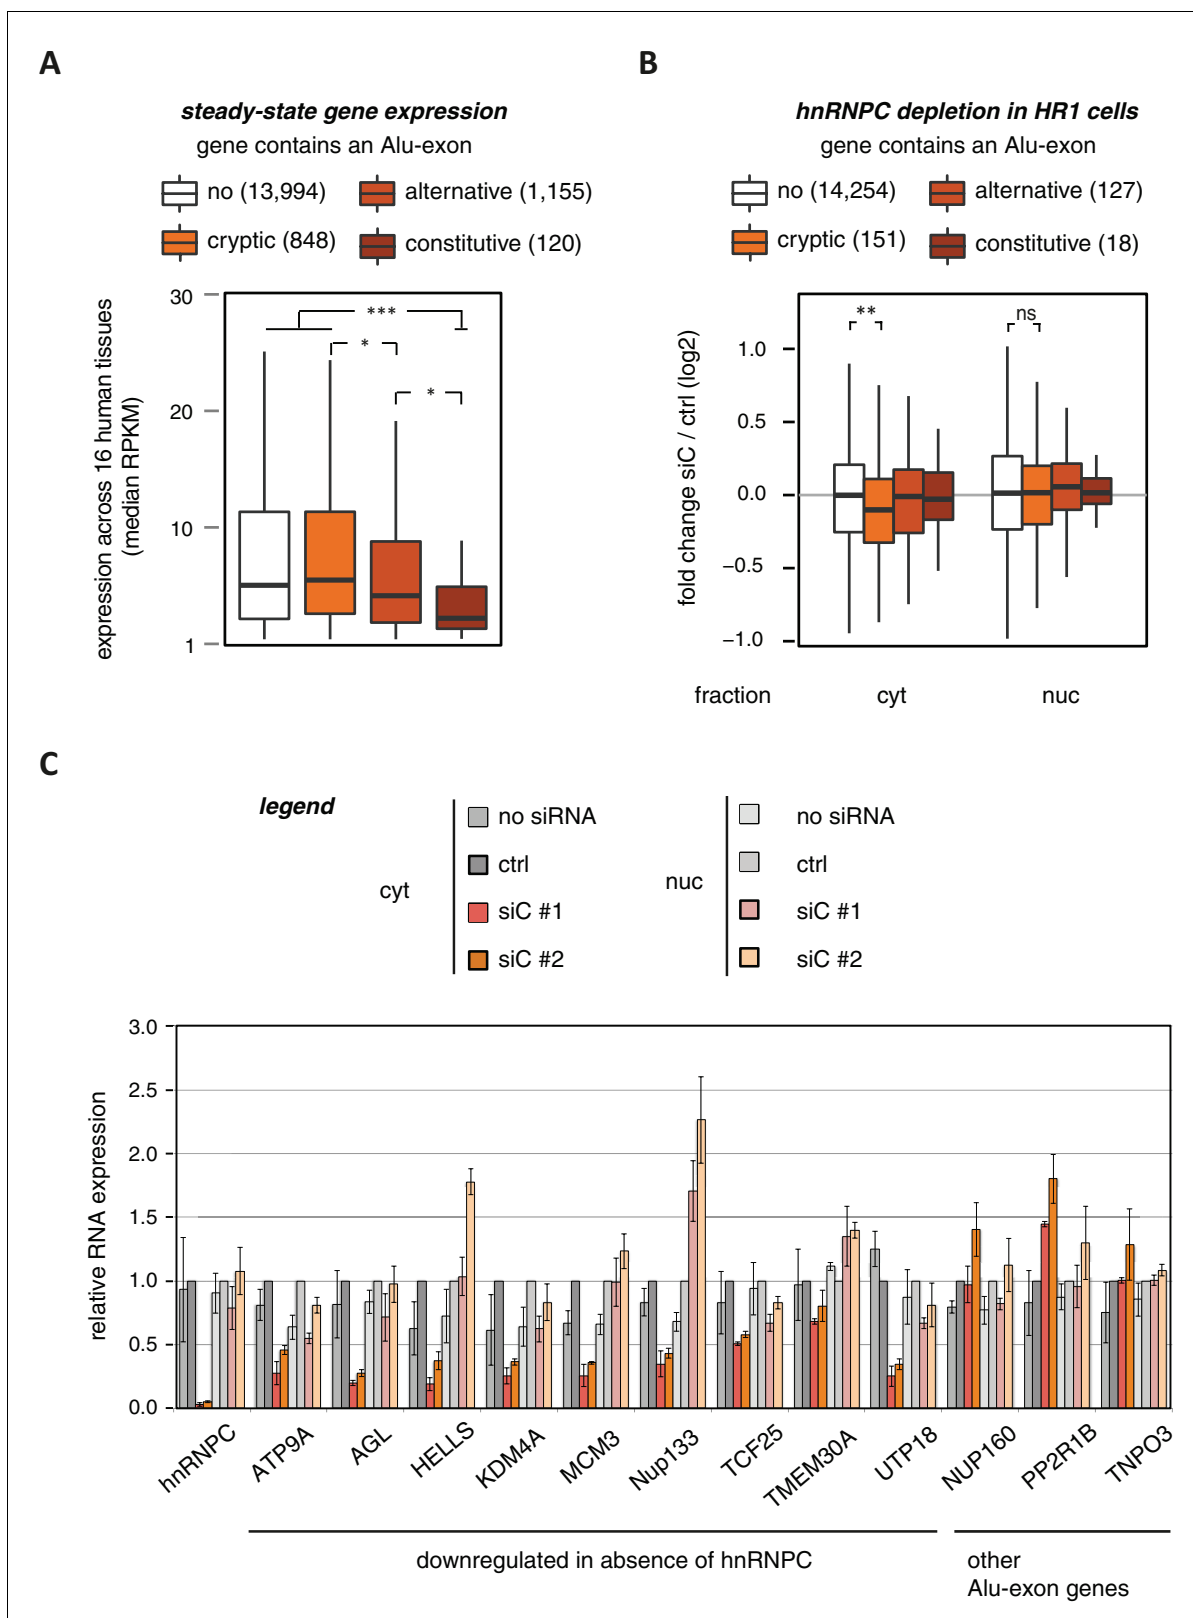 A
steady-state gene expression
gene contains an Alu-exon
no (13,994)
alternative (1,155)
cryptic (848)
constitutive (120)
expression across 16 human tissues
(median RPKM)
30
20
10
1
***
*
*
B
hnRNPC depletion in HR1 cells
gene contains an Alu-exon
no (14,254)
alternative (127)
cryptic (151)
constitutive (18)
fold change siC / ctrl (log2)
1.0
0.5
0.0
−0.5
−1.0
**
ns
fraction
cyt
nuc
C
legend
cyt
no siRNA
ctrl
siC #1
siC #2
nuc
no siRNA
ctrl
siC #1
siC #2
relative RNA expression
3.0
2.5
2.0
1.5
1.0
0.5
0.0
hnRNPC
ATP9A
AGL
HELLS
KDM4A
MCM3
Nup133
TCF25
TMEM30A
UTP18
NUP160
PP2R1B
TNPO3
downregulated in absence of hnRNPC
other
Alu-exon genes